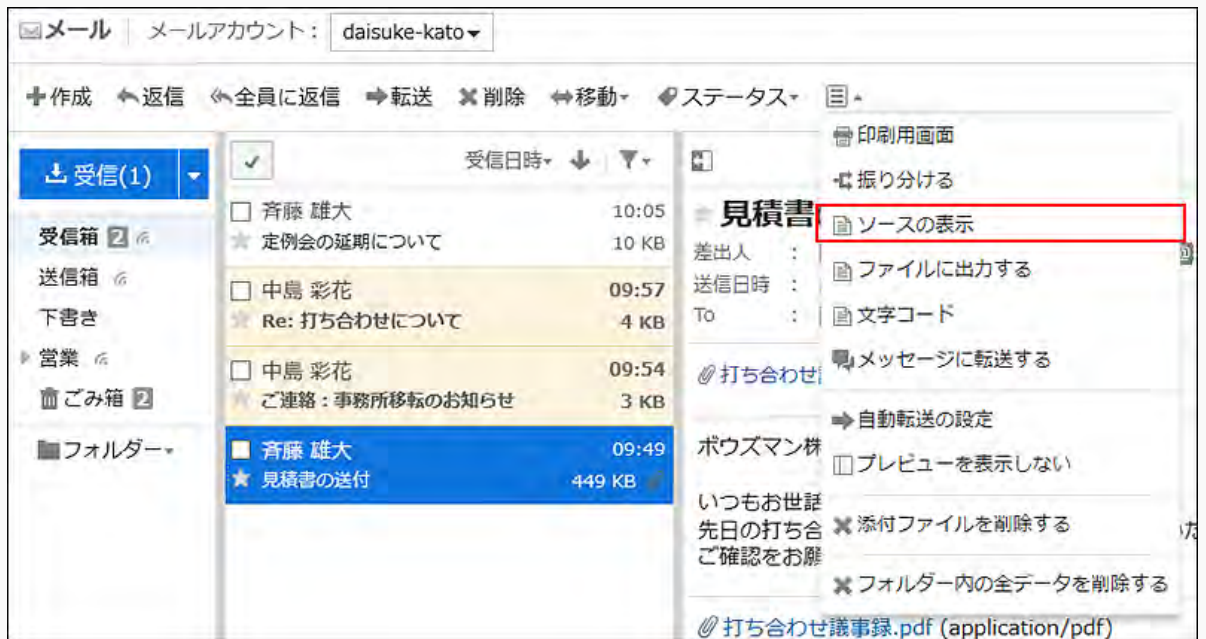 メール メールアカウント： daisuke-kato
作成 返信 全員に返信 転送 削除 移動 ステータス
受信(1)
受信箱 2
送信箱
下書き
営業
ごみ箱 2
フォルダー
受信日時
斉藤 雄大 10:05
定例会の延期について 10 KB
中島 彩花 09:57
Re: 打ち合わせについて 4 KB
中島 彩花 09:54
ご連絡：事務所移転のお知らせ 3 KB
斉藤 雄大 09:49
見積書の送付 449 KB
見積書
差出人 ：
送信日時 ：
To ：
打ち合わせ
ボウズマン株
いつもお世話
先日の打ち合
ご確認をお願
打ち合わせ議事録.pdf (application/pdf)
印刷用画面
振り分ける
ソースの表示
ファイルに出力する
文字コード
メッセージに転送する
自動転送の設定
プレビューを表示しない
添付ファイルを削除する
フォルダー内の全データを削除する